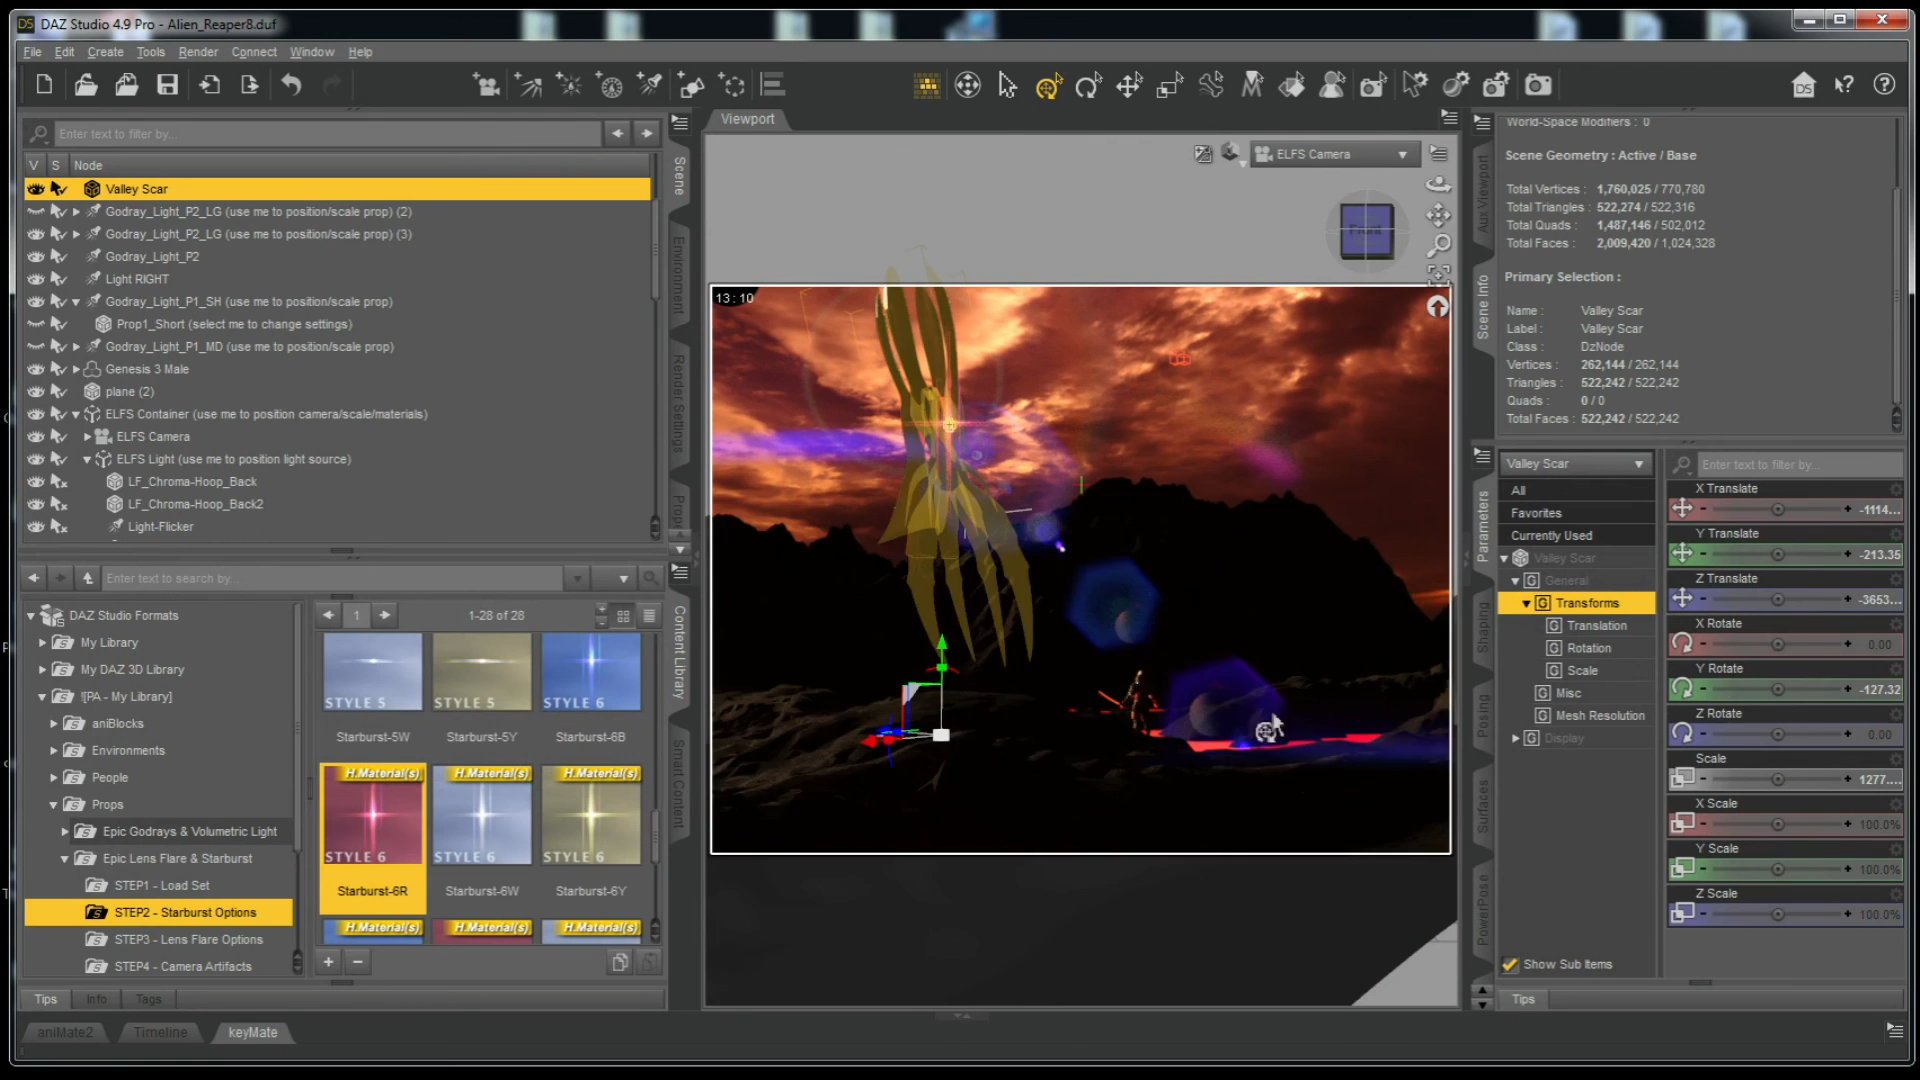 DAZ Studio 4.9 Pro - Alien_Reaper8.duf
File Edit Create Tools Render Connect Window Help
Enter text to filter by...
V S Node
Valley Scar
Godray_Light_P2_LG (use me to position/scale prop) (2)
Godray_Light_P2_LG (use me to position/scale prop) (3)
Godray_Light_P2
Light RIGHT
Godray_Light_P1_SH (use me to position/scale prop)
Prop1_Short (select me to change settings)
Godray_Light_P1_MD (use me to position/scale prop)
Genesis 3 Male
plane (2)
ELFS Container (use me to position camera/scale/materials)
ELFS Camera
ELFS Light (use me to position light source)
LF_Chroma-Hoop_Back
LF_Chroma-Hoop_Back2
Light-Flicker
Scene
Environment
Render Settings
Enter text to search by...
DAZ Studio Formats
My Library
My DAZ 3D Library
![PA - My Library]
aniBlocks
Environments
People
Props
Epic Godrays & Volumetric Light
Epic Lens Flare & Starburst
STEP1 - Load Set
STEP2 - Starburst Options
STEP3 - Lens Flare Options
STEP4 - Camera Artifacts
1
1-28 of 28
STYLE 5 STYLE 5 STYLE 6
Starburst-5W Starburst-5Y Starburst-6B
H.Material(s) H.Material(s) H.Material(s)
STYLE 6 STYLE 6 STYLE 6
Starburst-6R Starburst-6W Starburst-6Y
H.Material(s) H.Material(s) H.Material(s)
Content Library
Smart Content
Tips Info Tags
aniMate2 Timeline keyMate
Viewport
ELFS Camera
Front
13:10
Aux Viewport
Scene Info
World-Space Modifiers : 0
Scene Geometry : Active / Base
Total Vertices : 1,760,025 / 770,780
Total Triangles : 522,274 / 522,316
Total Quads : 1,487,146 / 502,012
Total Faces : 2,009,420 / 1,024,328
Primary Selection :
Name : Valley Scar
Label : Valley Scar
Class : DzNode
Vertices : 262,144 / 262,144
Triangles : 522,242 / 522,242
Quads : 0 / 0
Total Faces : 522,242 / 522,242
Parameters
Shaping
Posing
Surfaces
PowerPose
Valley Scar
All
Favorites
Currently Used
Valley Scar
General
Transforms
Translation
Rotation
Scale
Misc
Mesh Resolution
Display
Show Sub Items
Enter text to filter by...
X Translate
-1114...
Y Translate
-213.35
Z Translate
-3653...
X Rotate
0.00
Y Rotate
-127.32
Z Rotate
0.00
Scale
1277....
X Scale
100.0%
Y Scale
100.0%
Z Scale
100.0%
Tips